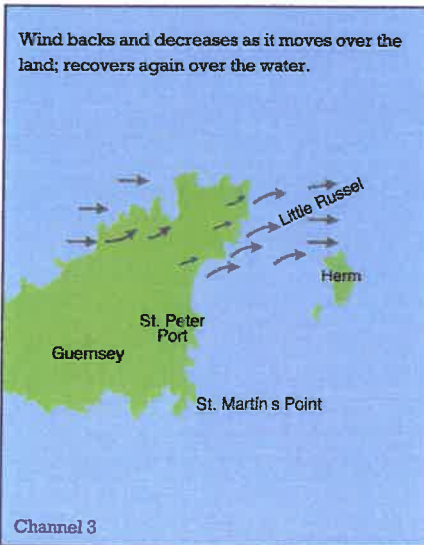 Wind backs and decreases as it moves over the
land; recovers again over the water.
Little Russel
Herm
St. Peter
Port
Guernsey
St. Martin s Point
Channel 3